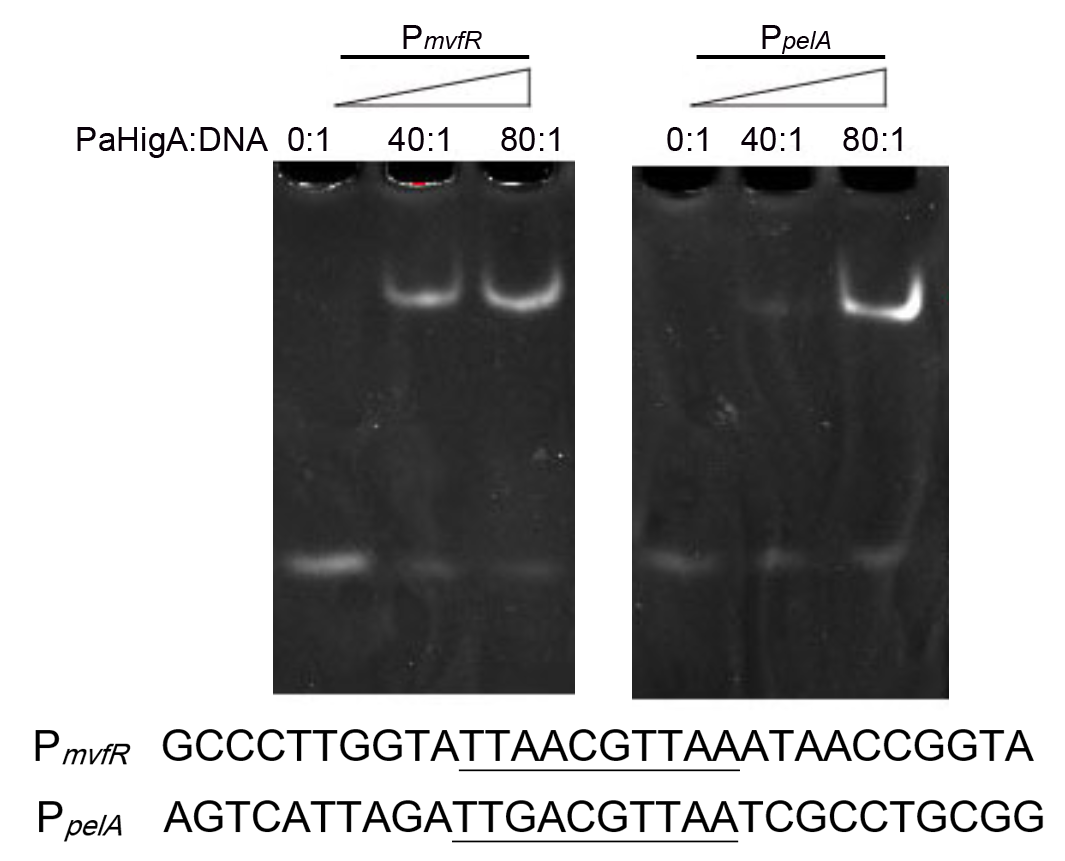 PmvfR PpelA
PaHigA:DNA 0:1 40:1 80:1 0:1 40:1 80:1
PmvfR GCCCTTGGTATTAACGTTAAATAACCGGTA
PpelA AGTCATTAGATTGACGTTAATCGCCTGCGG